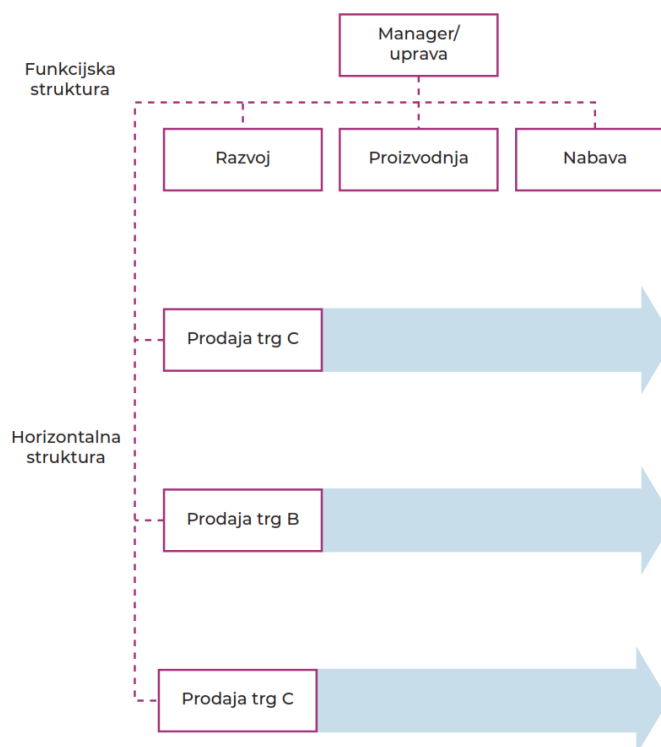 Manager/
uprava
Funkcijska
struktura
Razvoj
Proizvodnja
Nabava
Prodaja trg C
Horizontalna
struktura
Prodaja trg B
Prodaja trg C